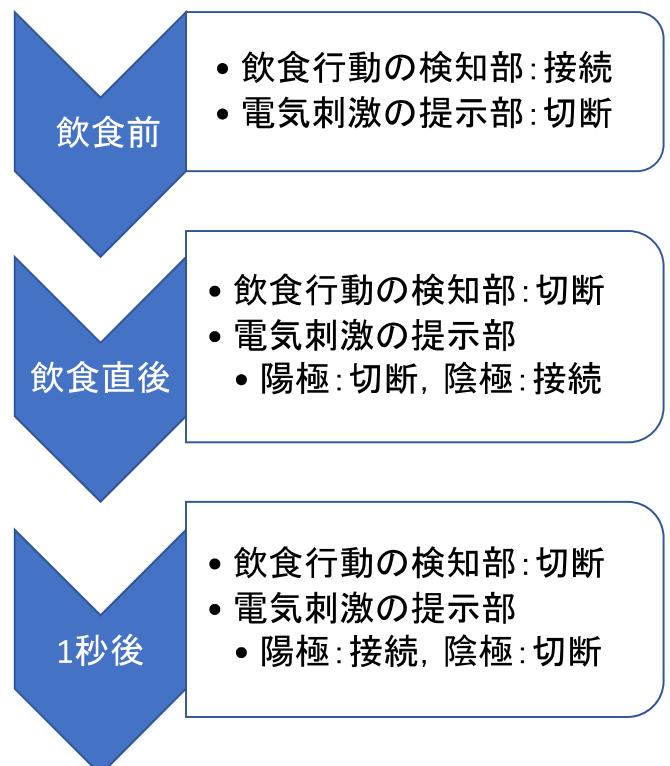 飲食前
• 飲食行動の検知部：接続
• 電気刺激の提示部：切断
飲食直後
• 飲食行動の検知部：切断
• 電気刺激の提示部
• 陽極：切断，陰極：接続
1秒後
• 飲食行動の検知部：切断
• 電気刺激の提示部
• 陽極：接続，陰極：切断